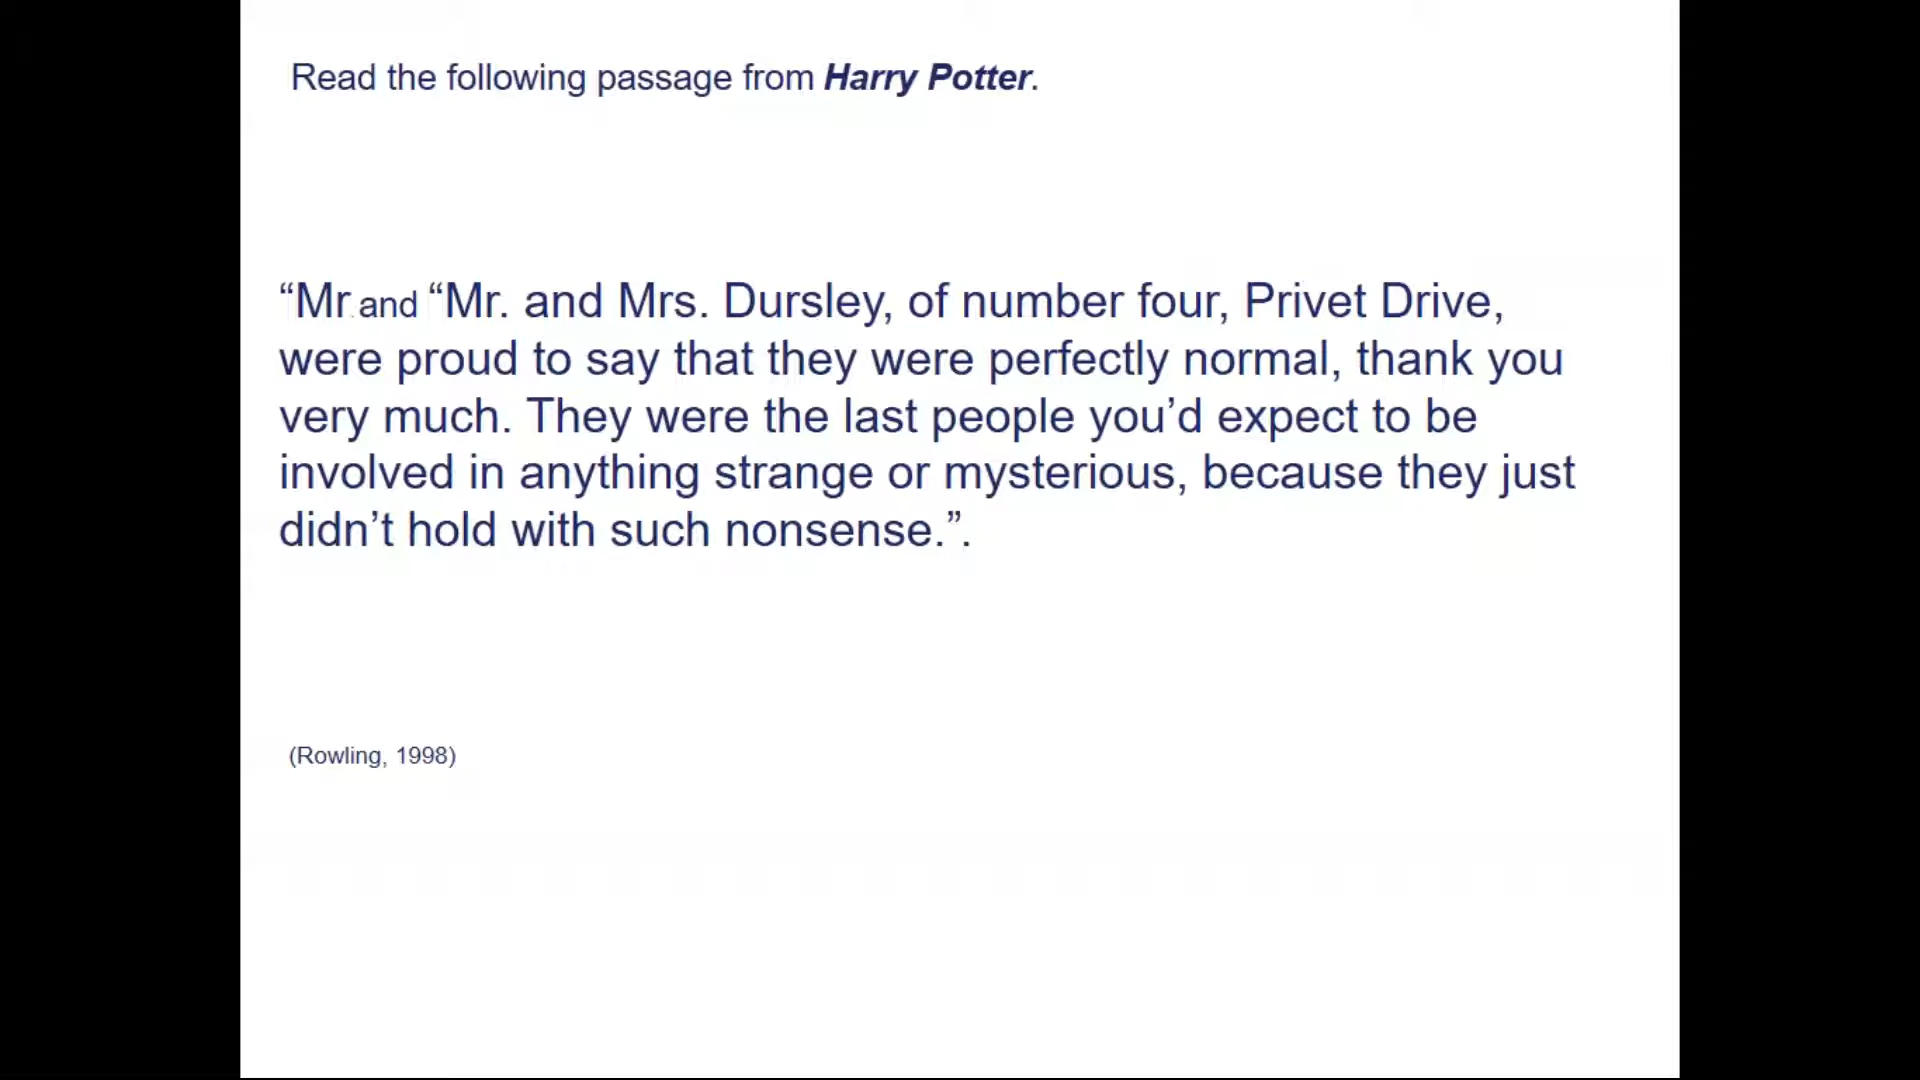 Read the following passage from Harry Potter.
“Mr. and “Mr. and Mrs. Dursley, of number four, Privet Drive,
were proud to say that they were perfectly normal, thank you
very much. They were the last people you’d expect to be
involved in anything strange or mysterious, because they just
didn’t hold with such nonsense.”.
(Rowling, 1998)